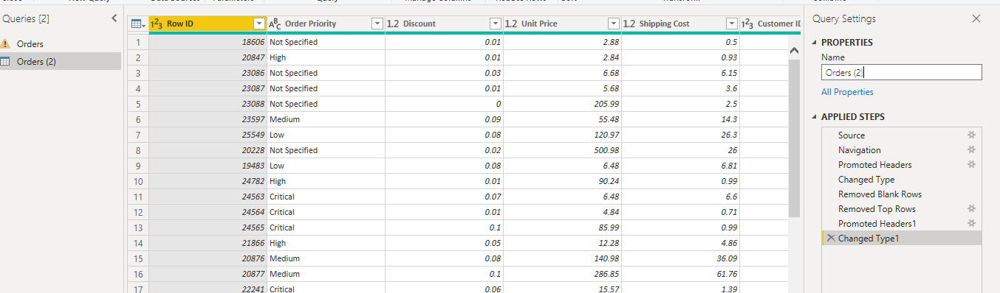 Queries [2]
Orders
Orders (2)
1²3 Row ID	AᴮC Order Priority	1.2 Discount	1.2 Unit Price	1.2 Shipping Cost	1²3 Customer ID
1	18606	Not Specified	0.01	2.88	0.5
2	20847	High	0.01	2.84	0.93
3	23086	Not Specified	0.03	6.68	6.15
4	23087	Not Specified	0.01	5.68	3.6
5	23088	Not Specified	0	205.99	2.5
6	23597	Medium	0.09	55.48	14.3
7	25549	Low	0.08	120.97	26.3
8	20228	Not Specified	0.02	500.98	26
9	19483	Low	0.08	6.48	6.81
10	24782	High	0.01	90.24	0.99
11	24563	Critical	0.07	6.48	6.6
12	24564	Critical	0.01	4.84	0.71
13	24565	Critical	0.1	85.99	0.99
14	21866	High	0.05	12.28	4.86
15	20876	Medium	0.08	140.98	36.09
16	20877	Medium	0.1	286.85	61.76
17	22241	Critical	0.06	15.57	1.39
Query Settings
PROPERTIES
Name
Orders (2)
All Properties
APPLIED STEPS
Source
Navigation
Promoted Headers
Changed Type
Removed Blank Rows
Removed Top Rows
Promoted Headers1
Changed Type1